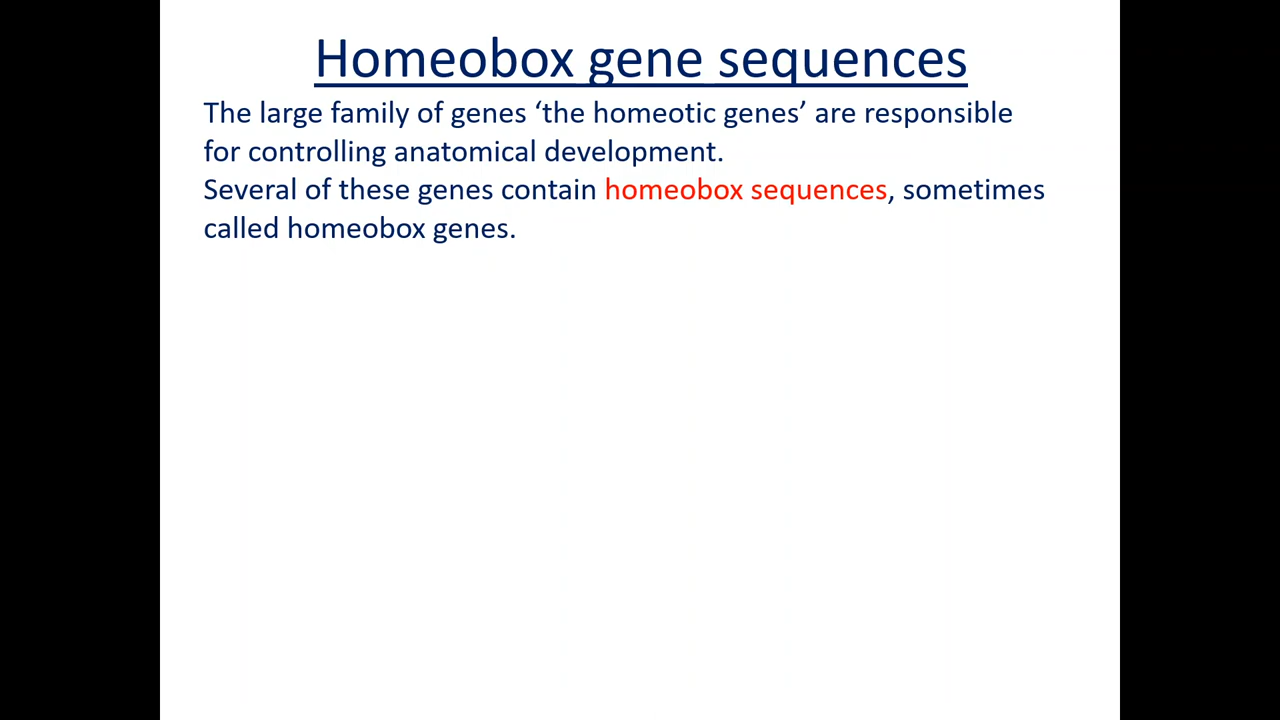 Homeobox gene sequences
The large family of genes ‘the homeotic genes’ are responsible
for controlling anatomical development.
Several of these genes contain homeobox sequences, sometimes
called homeobox genes.